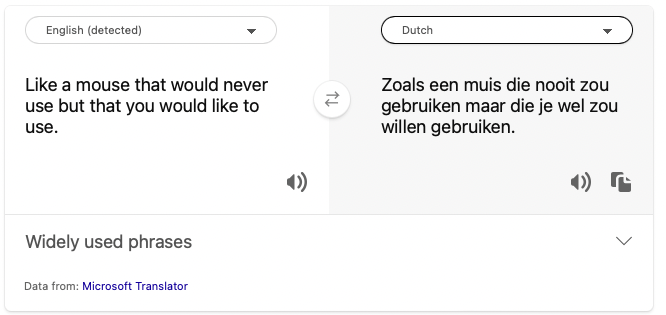 English (detected)
Dutch
Like a mouse that would never
use but that you would like to
use.
Zoals een muis die nooit zou
gebruiken maar die je wel zou
willen gebruiken.
Widely used phrases
Data from: Microsoft Translator